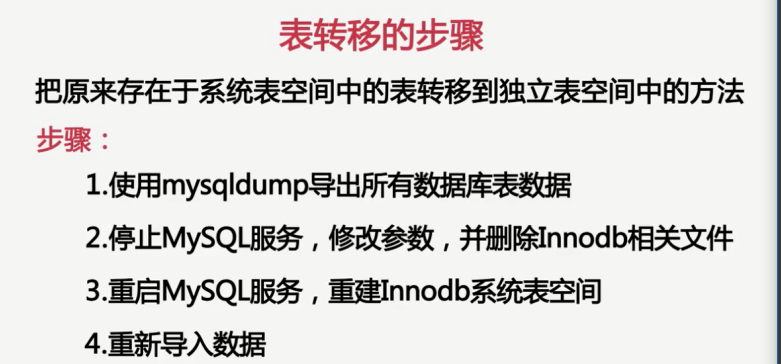 表转移的步骤
把原来存在于系统表空间中的表转移到独立表空间中的方法
步骤：
1.使用mysqldump导出所有数据库表数据
2.停止MySQL服务，修改参数，并删除Innodb相关文件
3.重启MySQL服务，重建Innodb系统表空间
4.重新导入数据